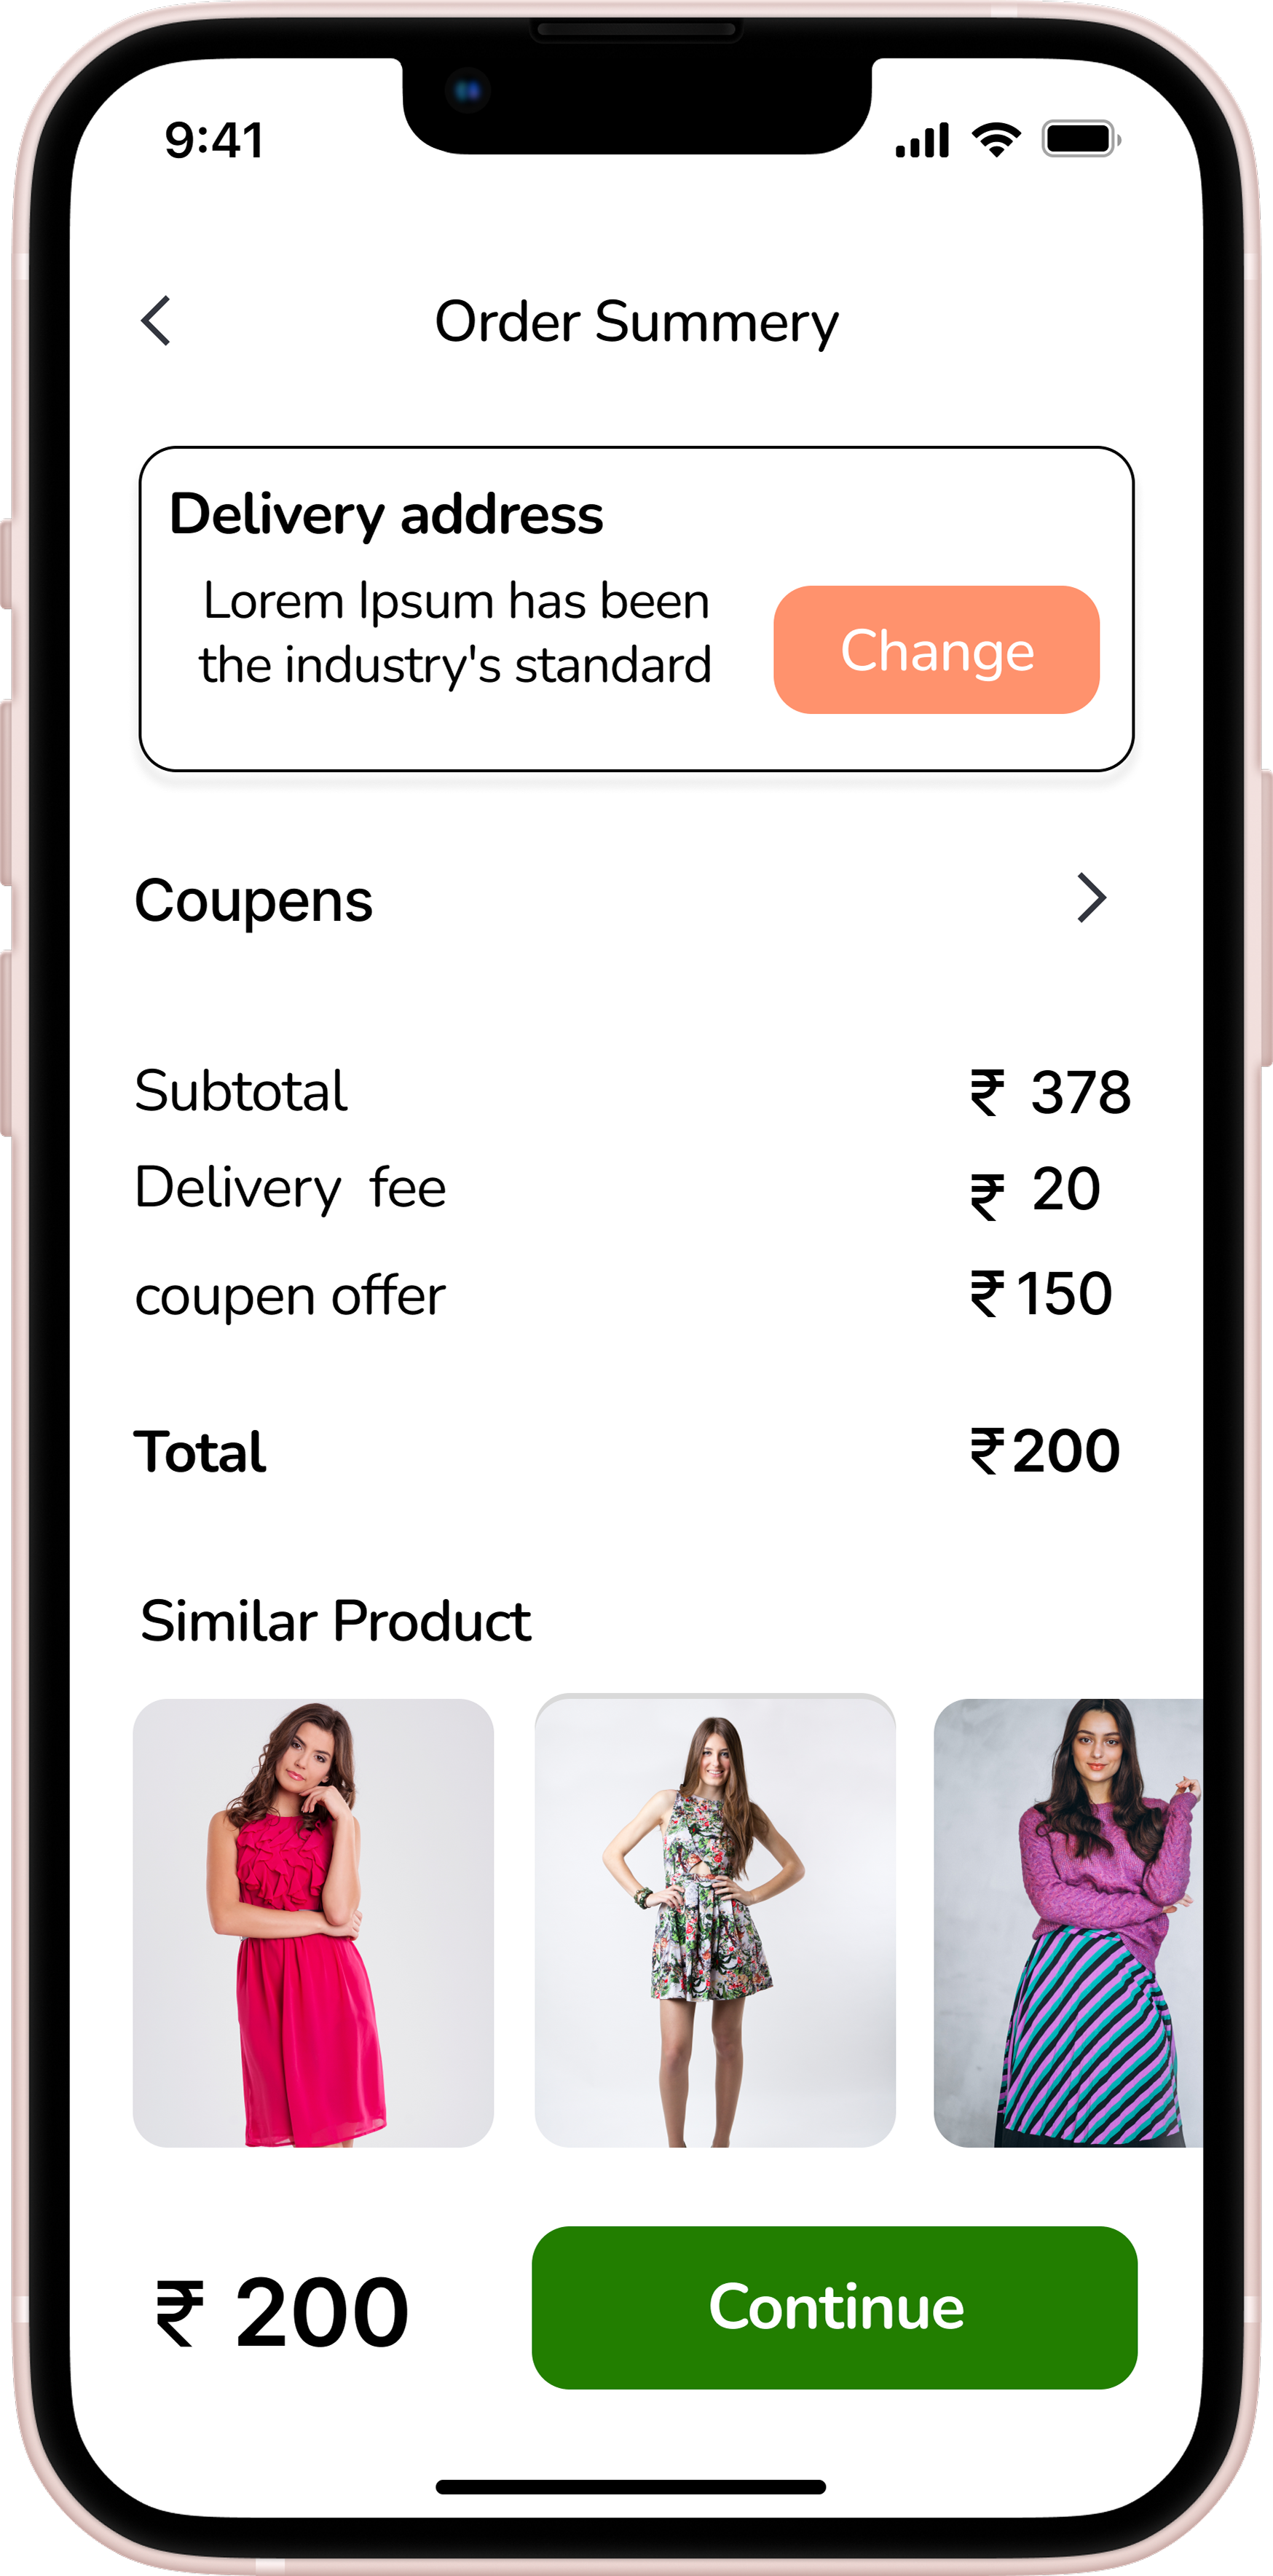 9:41
Order Summery
Delivery address
Lorem Ipsum has been
the industry's standard
Change
Coupens
Subtotal ₹ 378
Delivery fee ₹ 20
coupen offer ₹150
Total ₹200
Similar Product
₹ 200
Continue